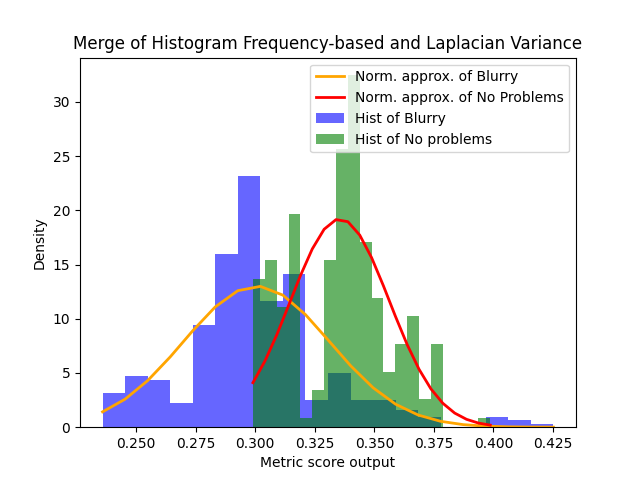 Merge of Histogram Frequency-based and Laplacian Variance
Norm. approx. of Blurry
Norm. approx. of No Problems
Hist of Blurry
Hist of No problems
Density
30
25
20
15
10
5
0
0.250 0.275 0.300 0.325 0.350 0.375 0.400 0.425
Metric score output